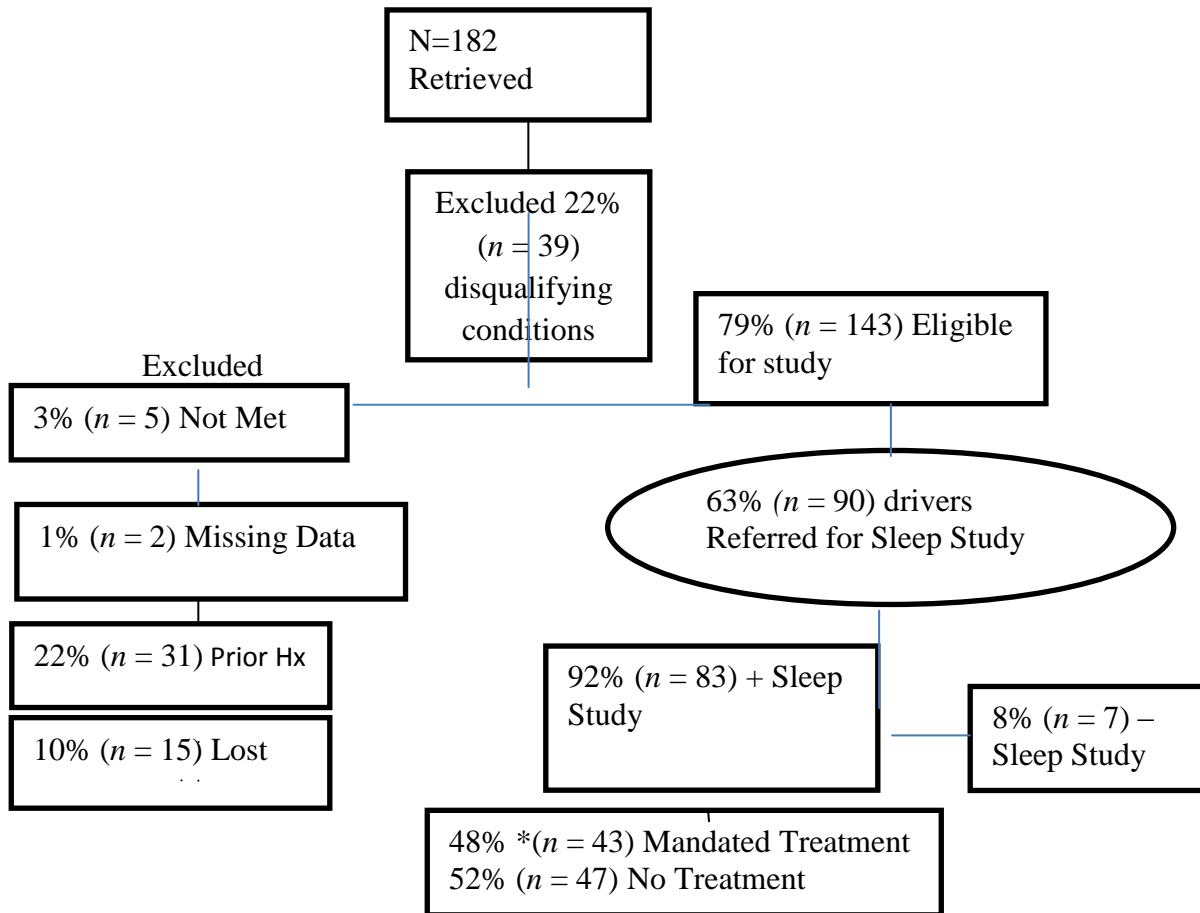 N=182
Retrieved
Excluded 22%
(n = 39)
disqualifying
conditions
79% (n = 143) Eligible
for study
Excluded
3% (n = 5) Not Met
1% (n = 2) Missing Data
22% (n = 31) Prior Hx
10% (n = 15) Lost
63% (n = 90) drivers
Referred for Sleep Study
92% (n = 83) + Sleep
Study
8% (n = 7) –
Sleep Study
48% *(n = 43) Mandated Treatment
52% (n = 47) No Treatment